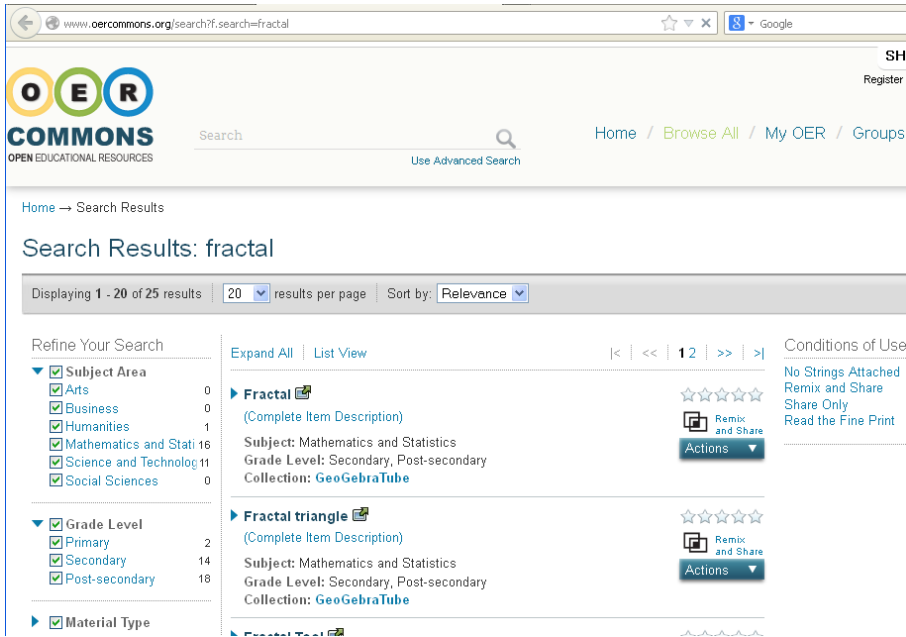 www.oercommons.org/search?f.search=fractal
Google
SH
Register
OER
COMMONS
OPEN EDUCATIONAL RESOURCES
Search
Use Advanced Search
Home / Browse All / My OER / Groups
Home → Search Results
Search Results: fractal
Displaying 1 - 20 of 25 results
20 results per page
Sort by: Relevance
Refine Your Search
Subject Area
Arts 0
Business 0
Humanities 1
Mathematics and Stati 16
Science and Technolog 11
Social Sciences 0
Grade Level
Primary 2
Secondary 14
Post-secondary 18
Material Type
Expand All | List View
|< << 1 2 >> >|
Fractal
(Complete Item Description)
Subject: Mathematics and Statistics
Grade Level: Secondary, Post-secondary
Collection: GeoGebraTube
Remix
and Share
Actions
Fractal triangle
(Complete Item Description)
Subject: Mathematics and Statistics
Grade Level: Secondary, Post-secondary
Collection: GeoGebraTube
Remix
and Share
Actions
Fractal Tool
Conditions of Use
No Strings Attached
Remix and Share
Share Only
Read the Fine Print